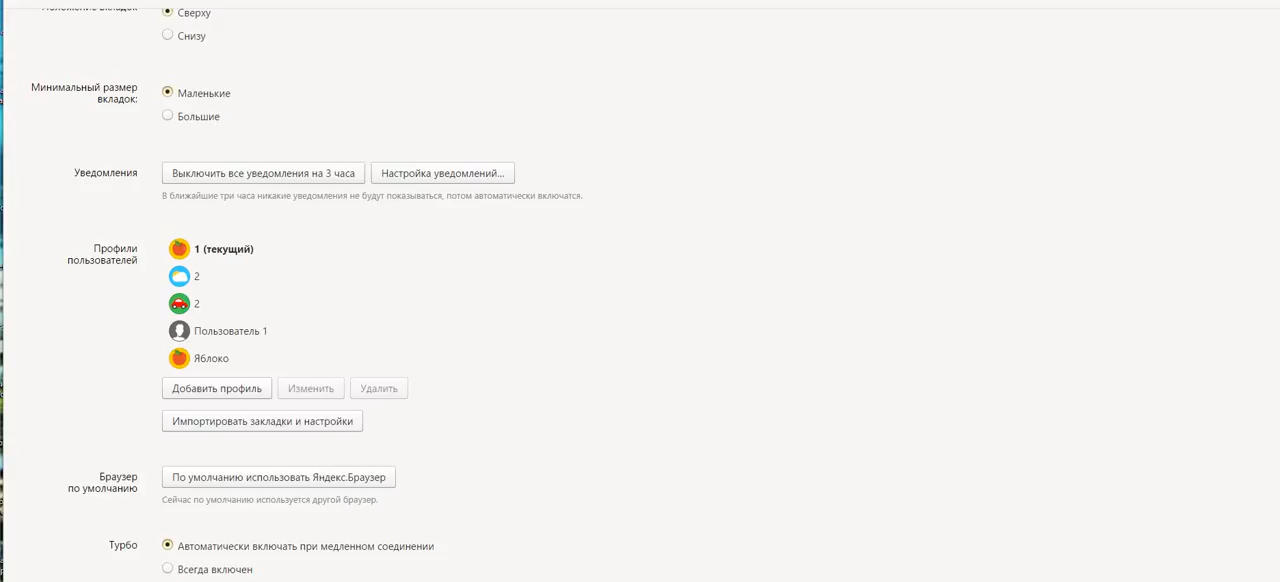 Положение вкладок
Сверху
Снизу
Минимальный размер
вкладок:
Маленькие
Большие
Уведомления
Выключить все уведомления на 3 часа
Настройка уведомлений...
В ближайшие три часа никакие уведомления не будут показываться, потом автоматически включатся.
Профили
пользователей
1 (текущий)
2
2
Пользователь 1
Яблоко
Добавить профиль
Изменить
Удалить
Импортировать закладки и настройки
Браузер
по умолчанию
По умолчанию использовать Яндекс.Браузер
Сейчас по умолчанию используется другой браузер.
Турбо
Автоматически включать при медленном соединении
Всегда включен